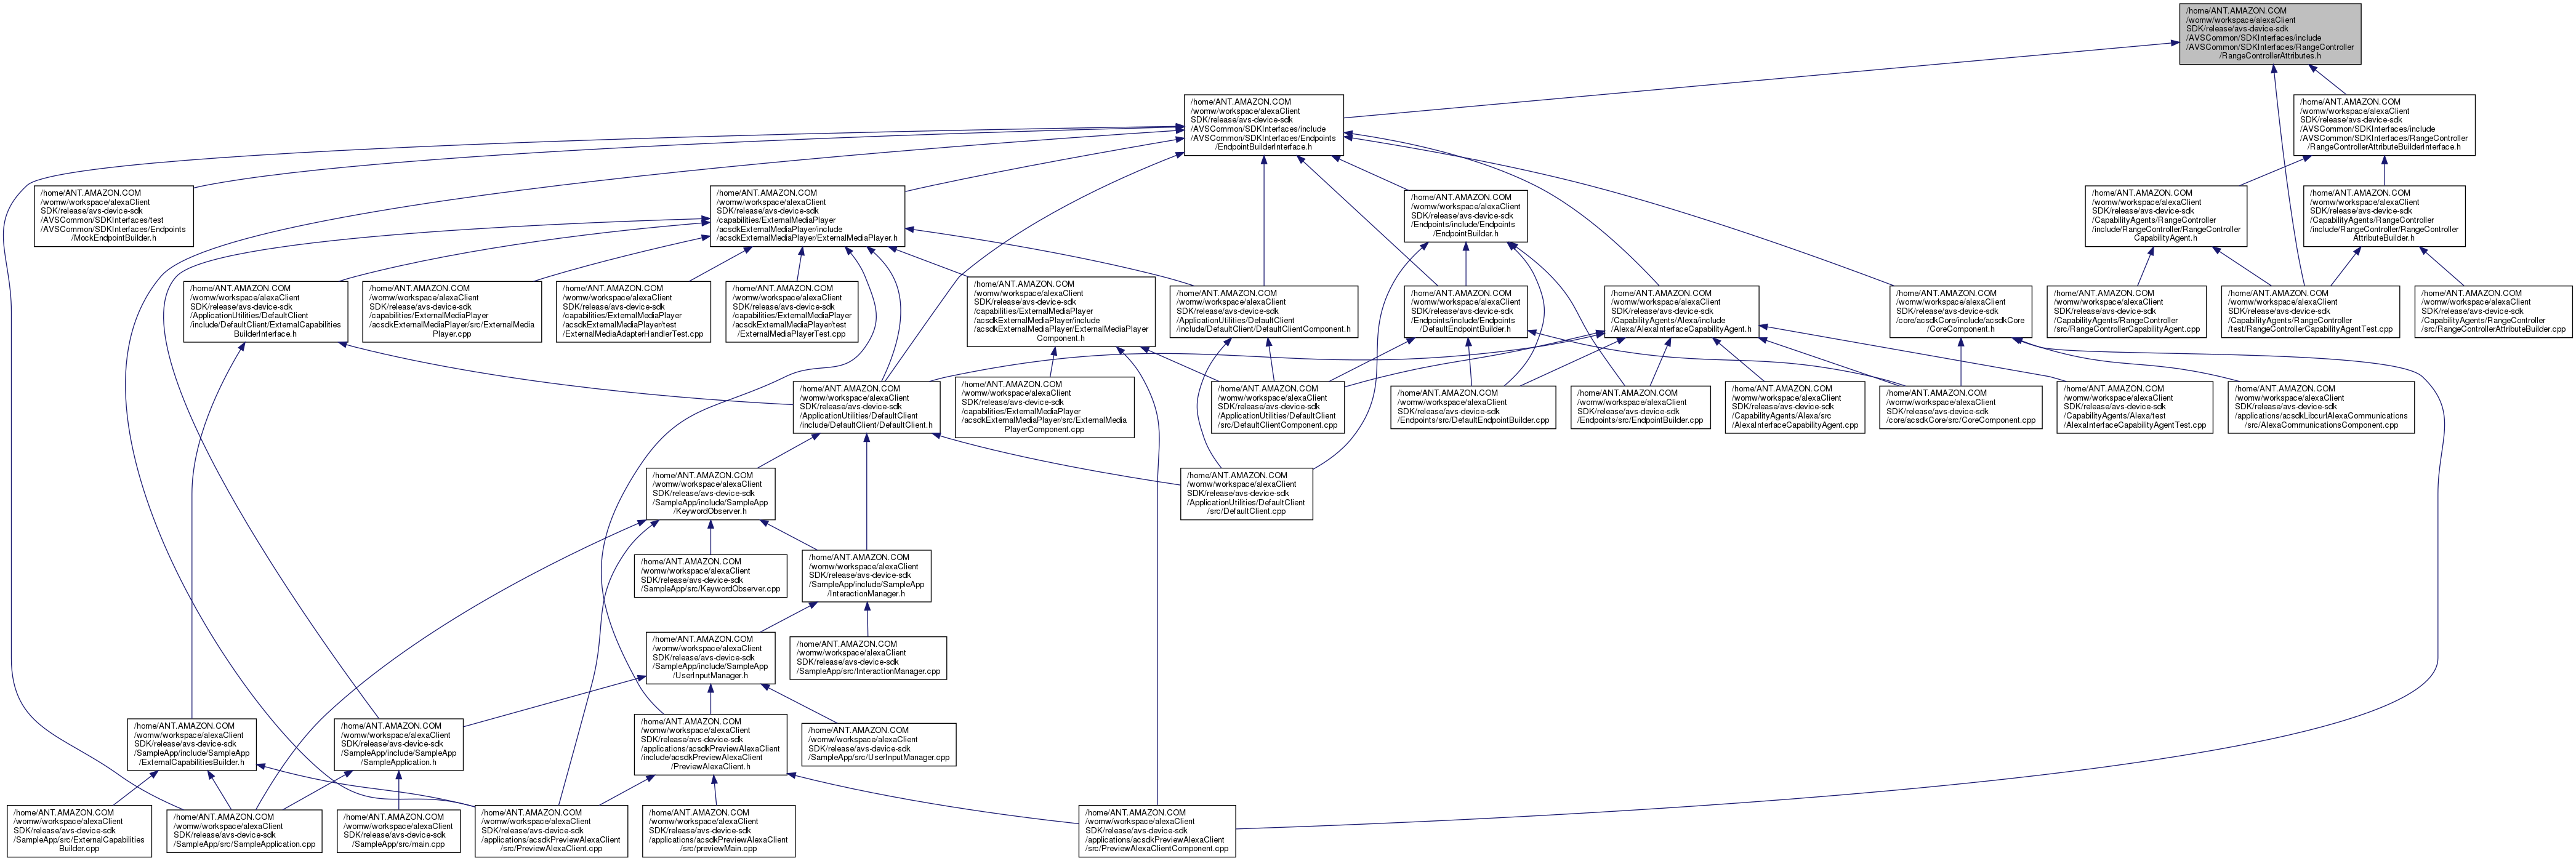 /home/ANT.AMAZON.COM
/womw/workspace/alexaClient
SDK/release/avs-device-sdk
/AVSCommon/SDKInterfaces/include
/AVSCommon/SDKInterfaces/RangeController
/RangeControllerAttributes.h
/home/ANT.AMAZON.COM
/womw/workspace/alexaClient
SDK/release/avs-device-sdk
/AVSCommon/SDKInterfaces/include
/AVSCommon/SDKInterfaces/Endpoints
/EndpointBuilderInterface.h
/home/ANT.AMAZON.COM
/womw/workspace/alexaClient
SDK/release/avs-device-sdk
/AVSCommon/SDKInterfaces/include
/AVSCommon/SDKInterfaces/RangeController
/RangeControllerAttributeBuilderInterface.h
/home/ANT.AMAZON.COM
/womw/workspace/alexaClient
SDK/release/avs-device-sdk
/AVSCommon/SDKInterfaces/test
/AVSCommon/SDKInterfaces/Endpoints
/MockEndpointBuilder.h
/home/ANT.AMAZON.COM
/womw/workspace/alexaClient
SDK/release/avs-device-sdk
/capabilities/ExternalMediaPlayer
/acsdkExternalMediaPlayer/include
/acsdkExternalMediaPlayer/ExternalMediaPlayer.h
/home/ANT.AMAZON.COM
/womw/workspace/alexaClient
SDK/release/avs-device-sdk
/Endpoints/include/Endpoints
/EndpointBuilder.h
/home/ANT.AMAZON.COM
/womw/workspace/alexaClient
SDK/release/avs-device-sdk
/CapabilityAgents/RangeController
/include/RangeController/RangeController
CapabilityAgent.h
/home/ANT.AMAZON.COM
/womw/workspace/alexaClient
SDK/release/avs-device-sdk
/CapabilityAgents/RangeController
/include/RangeController/RangeController
AttributeBuilder.h
/home/ANT.AMAZON.COM
/womw/workspace/alexaClient
SDK/release/avs-device-sdk
/ApplicationUtilities/DefaultClient
/include/DefaultClient/ExternalCapabilities
BuilderInterface.h
/home/ANT.AMAZON.COM
/womw/workspace/alexaClient
SDK/release/avs-device-sdk
/capabilities/ExternalMediaPlayer
/acsdkExternalMediaPlayer/src/ExternalMedia
Player.cpp
/home/ANT.AMAZON.COM
/womw/workspace/alexaClient
SDK/release/avs-device-sdk
/capabilities/ExternalMediaPlayer
/acsdkExternalMediaPlayer/test
/ExternalMediaAdapterHandlerTest.cpp
/home/ANT.AMAZON.COM
/womw/workspace/alexaClient
SDK/release/avs-device-sdk
/capabilities/ExternalMediaPlayer
/acsdkExternalMediaPlayer/test
/ExternalMediaPlayerTest.cpp
/home/ANT.AMAZON.COM
/womw/workspace/alexaClient
SDK/release/avs-device-sdk
/capabilities/ExternalMediaPlayer
/acsdkExternalMediaPlayer/include
/acsdkExternalMediaPlayer/ExternalMediaPlayer
Component.h
/home/ANT.AMAZON.COM
/womw/workspace/alexaClient
SDK/release/avs-device-sdk
/ApplicationUtilities/DefaultClient
/include/DefaultClient/DefaultClientComponent.h
/home/ANT.AMAZON.COM
/womw/workspace/alexaClient
SDK/release/avs-device-sdk
/Endpoints/include/Endpoints
/DefaultEndpointBuilder.h
/home/ANT.AMAZON.COM
/womw/workspace/alexaClient
SDK/release/avs-device-sdk
/CapabilityAgents/Alexa/include
/Alexa/AlexaInterfaceCapabilityAgent.h
/home/ANT.AMAZON.COM
/womw/workspace/alexaClient
SDK/release/avs-device-sdk
/core/acsdkCore/include/acsdkCore
/CoreComponent.h
/home/ANT.AMAZON.COM
/womw/workspace/alexaClient
SDK/release/avs-device-sdk
/CapabilityAgents/RangeController
/src/RangeControllerCapabilityAgent.cpp
/home/ANT.AMAZON.COM
/womw/workspace/alexaClient
SDK/release/avs-device-sdk
/CapabilityAgents/RangeController
/test/RangeControllerCapabilityAgentTest.cpp
/home/ANT.AMAZON.COM
/womw/workspace/alexaClient
SDK/release/avs-device-sdk
/CapabilityAgents/RangeController
/src/RangeControllerAttributeBuilder.cpp
/home/ANT.AMAZON.COM
/womw/workspace/alexaClient
SDK/release/avs-device-sdk
/ApplicationUtilities/DefaultClient
/include/DefaultClient/DefaultClient.h
/home/ANT.AMAZON.COM
/womw/workspace/alexaClient
SDK/release/avs-device-sdk
/capabilities/ExternalMediaPlayer
/acsdkExternalMediaPlayer/src/ExternalMedia
PlayerComponent.cpp
/home/ANT.AMAZON.COM
/womw/workspace/alexaClient
SDK/release/avs-device-sdk
/ApplicationUtilities/DefaultClient
/src/DefaultClientComponent.cpp
/home/ANT.AMAZON.COM
/womw/workspace/alexaClient
SDK/release/avs-device-sdk
/Endpoints/src/DefaultEndpointBuilder.cpp
/home/ANT.AMAZON.COM
/womw/workspace/alexaClient
SDK/release/avs-device-sdk
/Endpoints/src/EndpointBuilder.cpp
/home/ANT.AMAZON.COM
/womw/workspace/alexaClient
SDK/release/avs-device-sdk
/CapabilityAgents/Alexa/src
/AlexaInterfaceCapabilityAgent.cpp
/home/ANT.AMAZON.COM
/womw/workspace/alexaClient
SDK/release/avs-device-sdk
/core/acsdkCore/src/CoreComponent.cpp
/home/ANT.AMAZON.COM
/womw/workspace/alexaClient
SDK/release/avs-device-sdk
/CapabilityAgents/Alexa/test
/AlexaInterfaceCapabilityAgentTest.cpp
/home/ANT.AMAZON.COM
/womw/workspace/alexaClient
SDK/release/avs-device-sdk
/applications/acsdkLibcurlAlexaCommunications
/src/AlexaCommunicationsComponent.cpp
/home/ANT.AMAZON.COM
/womw/workspace/alexaClient
SDK/release/avs-device-sdk
/SampleApp/include/SampleApp
/KeywordObserver.h
/home/ANT.AMAZON.COM
/womw/workspace/alexaClient
SDK/release/avs-device-sdk
/ApplicationUtilities/DefaultClient
/src/DefaultClient.cpp
/home/ANT.AMAZON.COM
/womw/workspace/alexaClient
SDK/release/avs-device-sdk
/SampleApp/src/KeywordObserver.cpp
/home/ANT.AMAZON.COM
/womw/workspace/alexaClient
SDK/release/avs-device-sdk
/SampleApp/include/SampleApp
/InteractionManager.h
/home/ANT.AMAZON.COM
/womw/workspace/alexaClient
SDK/release/avs-device-sdk
/SampleApp/include/SampleApp
/UserInputManager.h
/home/ANT.AMAZON.COM
/womw/workspace/alexaClient
SDK/release/avs-device-sdk
/SampleApp/src/InteractionManager.cpp
/home/ANT.AMAZON.COM
/womw/workspace/alexaClient
SDK/release/avs-device-sdk
/SampleApp/include/SampleApp
/ExternalCapabilitiesBuilder.h
/home/ANT.AMAZON.COM
/womw/workspace/alexaClient
SDK/release/avs-device-sdk
/SampleApp/include/SampleApp
/SampleApplication.h
/home/ANT.AMAZON.COM
/womw/workspace/alexaClient
SDK/release/avs-device-sdk
/applications/acsdkPreviewAlexaClient
/include/acsdkPreviewAlexaClient
/PreviewAlexaClient.h
/home/ANT.AMAZON.COM
/womw/workspace/alexaClient
SDK/release/avs-device-sdk
/SampleApp/src/UserInputManager.cpp
/home/ANT.AMAZON.COM
/womw/workspace/alexaClient
SDK/release/avs-device-sdk
/SampleApp/src/ExternalCapabilities
Builder.cpp
/home/ANT.AMAZON.COM
/womw/workspace/alexaClient
SDK/release/avs-device-sdk
/SampleApp/src/SampleApplication.cpp
/home/ANT.AMAZON.COM
/womw/workspace/alexaClient
SDK/release/avs-device-sdk
/SampleApp/src/main.cpp
/home/ANT.AMAZON.COM
/womw/workspace/alexaClient
SDK/release/avs-device-sdk
/applications/acsdkPreviewAlexaClient
/src/PreviewAlexaClient.cpp
/home/ANT.AMAZON.COM
/womw/workspace/alexaClient
SDK/release/avs-device-sdk
/applications/acsdkPreviewAlexaClient
/src/previewMain.cpp
/home/ANT.AMAZON.COM
/womw/workspace/alexaClient
SDK/release/avs-device-sdk
/applications/acsdkPreviewAlexaClient
/src/PreviewAlexaClientComponent.cpp